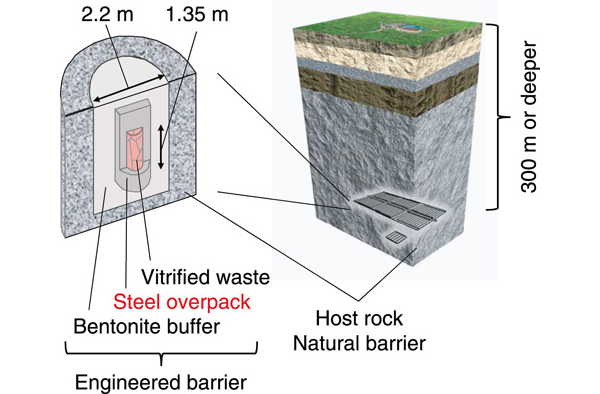 2.2 m
1.35 m
300 m or deeper
Vitrified waste
Steel overpack
Bentonite buffer
Engineered barrier
Host rock
Natural barrier